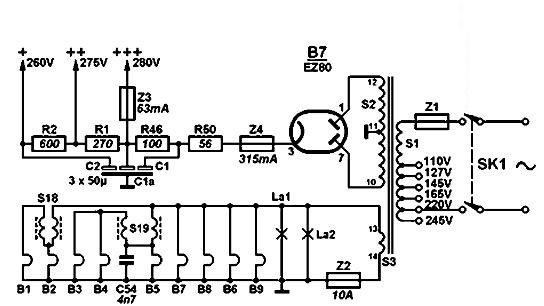 B7
EZ80
+ ++ +++
260V 275V 280V
Z3
63mA
R2 R1 R46 R50 Z4
600 270 100 56 315mA
C2 C1
3 x 50µ C1a
1
3
7
12
S2
11
10
S1
Z1
110V
127V
145V
165V
220V
245V
SK1
~
S18 S19
La1
La2
13
14
S3
Z2
10A
B1 B2 B3 B4 C54 B5 B7 B8 B6 B9
4n7